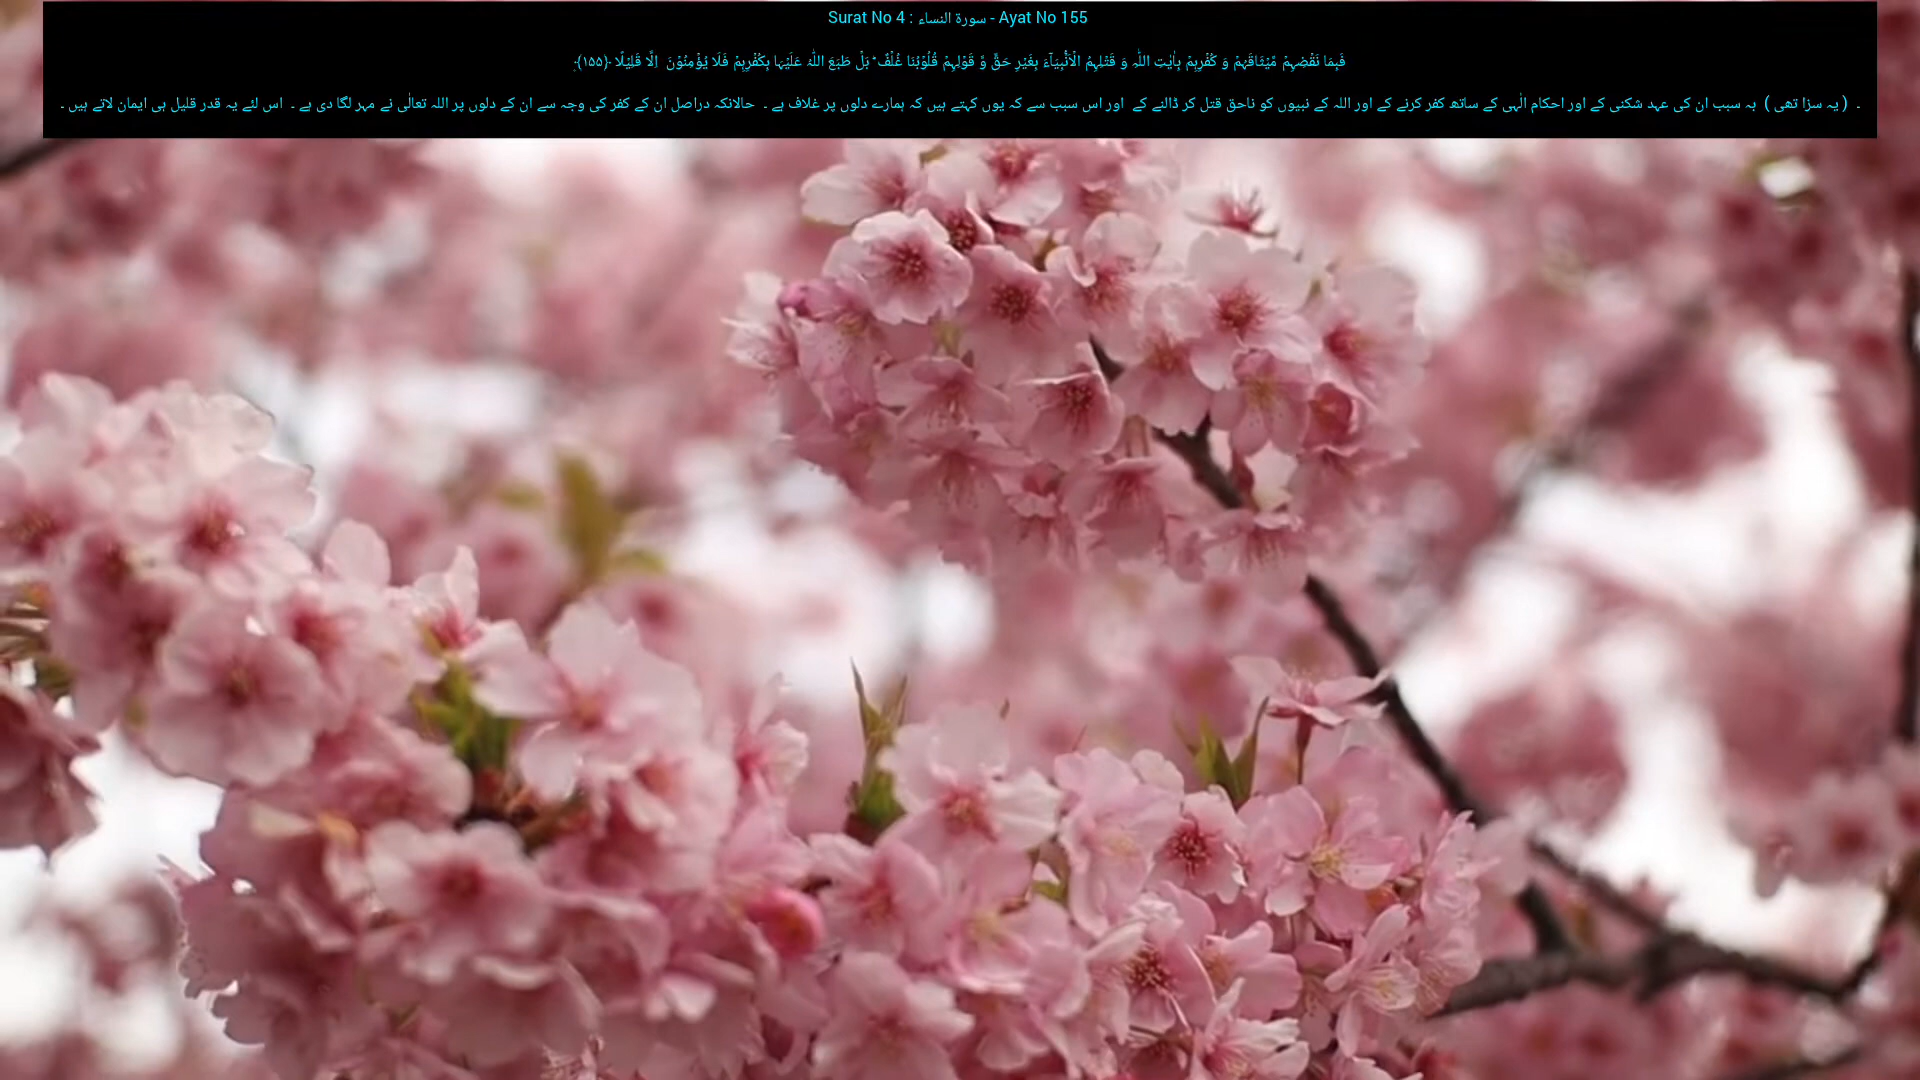 Surat No 4 : سورة النساء - Ayat No 155
فَبِمَا نَقۡضِہِمۡ مِّیۡثَاقَہُمۡ وَ کُفۡرِہِمۡ بِاٰیٰتِ اللّٰہِ وَ قَتۡلِہِمُ الۡاَنۡۢبِیَآءَ بِغَیۡرِ حَقٍّ وَّ قَوۡلِہِمۡ قُلُوۡبُنَا غُلۡفٌ ؕ بَلۡ طَبَعَ اللّٰہُ عَلَیۡہَا بِکُفۡرِہِمۡ فَلَا یُؤۡمِنُوۡنَ اِلَّا قَلِیۡلًا ﴿۱۵۵﴾۪
۔ ( یہ سزا تھی ) بہ سبب ان کی عہد شکنی کے اور احکام الٰہی کے ساتھ کفر کرنے کے اور اللہ کے نبیوں کو ناحق قتل کر ڈالنے کے اور اس سبب سے کہ یوں کہتے ہیں کہ ہمارے دلوں پر غلاف ہے ۔ حالانکہ دراصل ان کے کفر کی وجہ سے ان کے دلوں پر اللہ تعالٰی نے مہر لگا دی ہے ۔ اس لئے یہ قدر قلیل ہی ایمان لاتے ہیں ۔